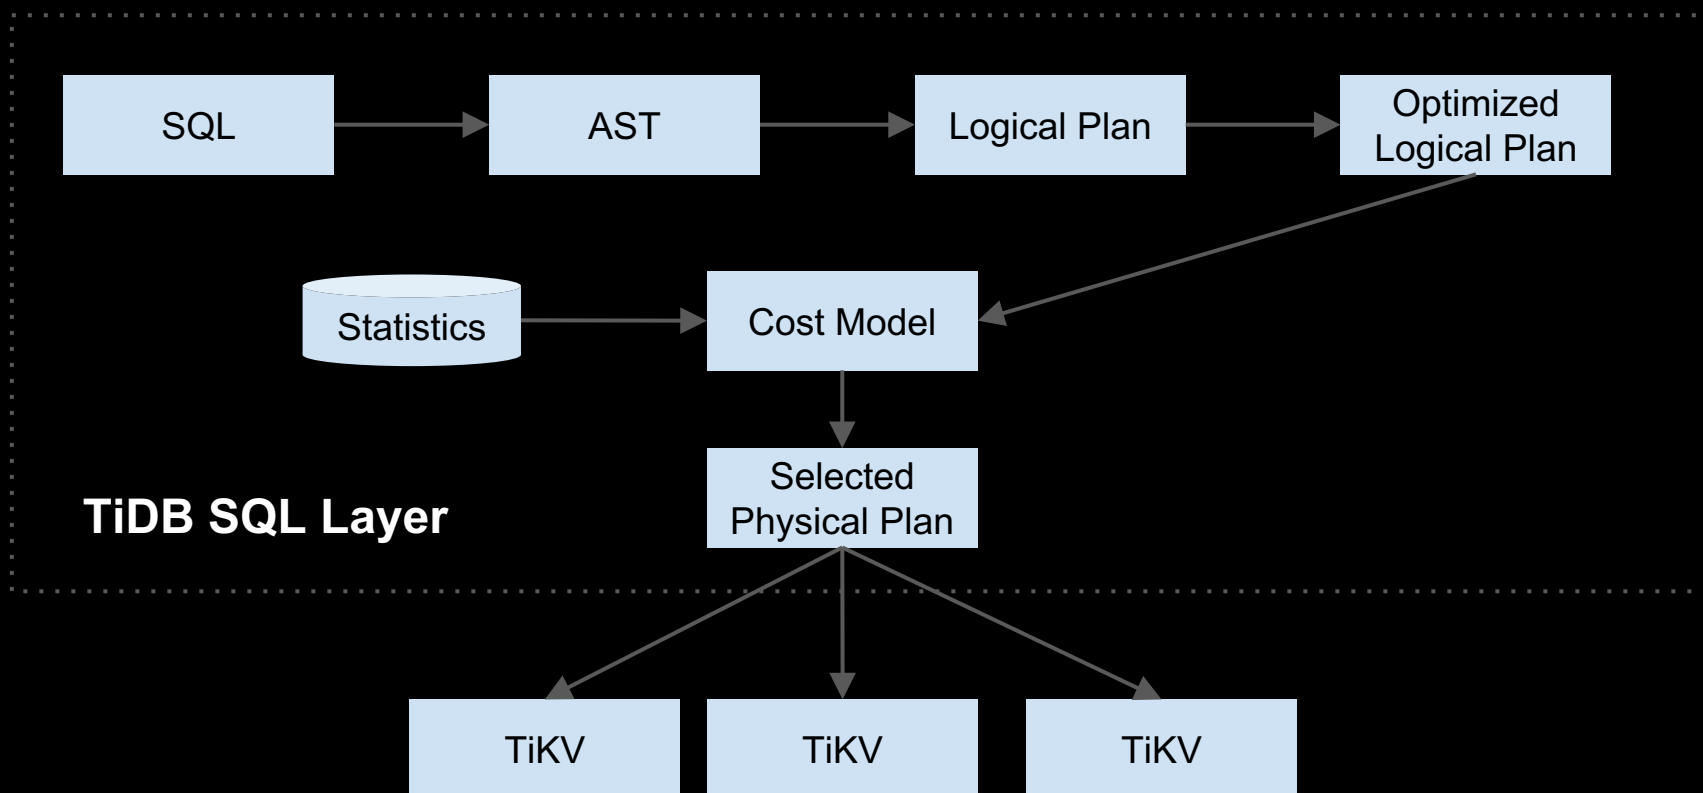 SQL
AST
Logical Plan
Optimized
Logical Plan
Statistics
Cost Model
Selected
Physical Plan
TiDB SQL Layer
TiKV
TiKV
TiKV